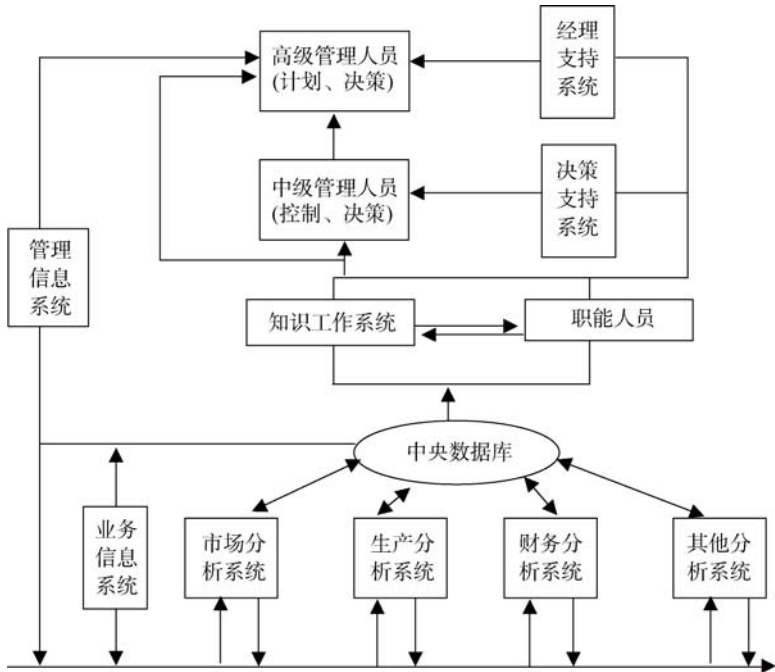 高级管理人员
(计划、决策)
经理
支持
系统
中级管理人员
(控制、决策)
决策
支持
系统
管理
信息
系统
知识工作系统
职能人员
中央数据库
业务
信息
系统
市场分
析系统
生产分
析系统
财务分
析系统
其他分
析系统